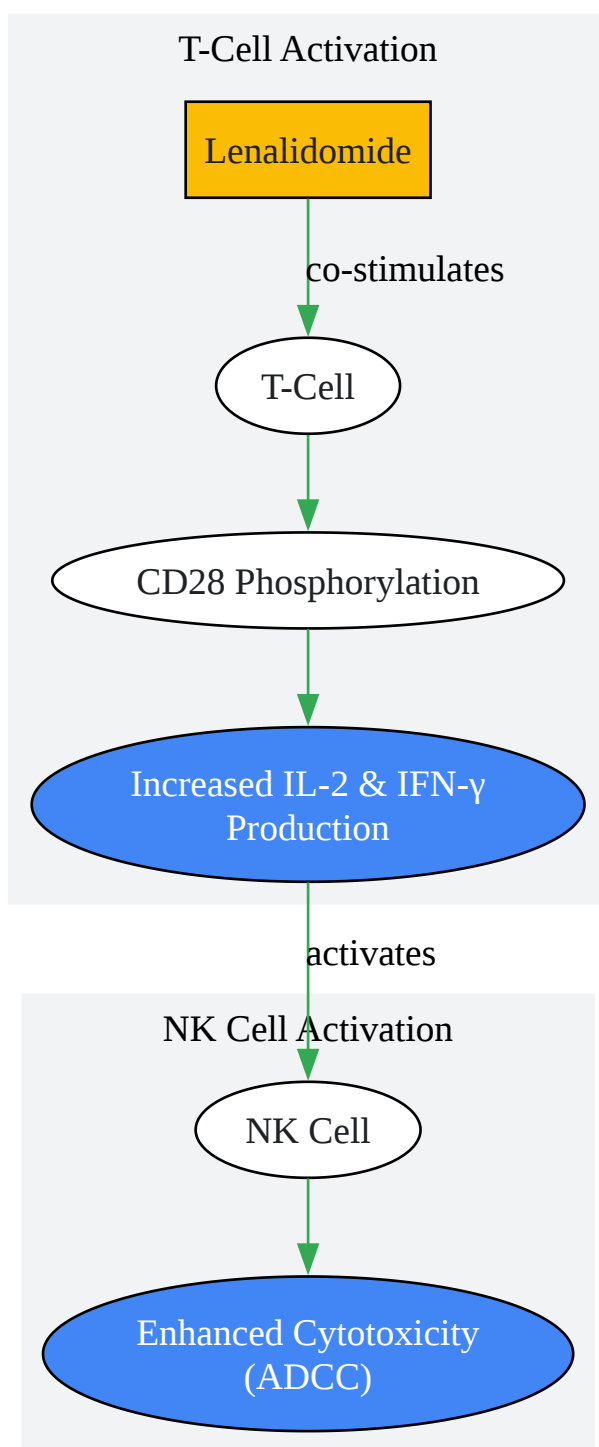 T-Cell Activation
Lenalidomide
co-stimulates
T-Cell
CD28 Phosphorylation
Increased IL-2 & IFN-γ
Production
activates
NK Cell Activation
NK Cell
Enhanced Cytotoxicity
(ADCC)